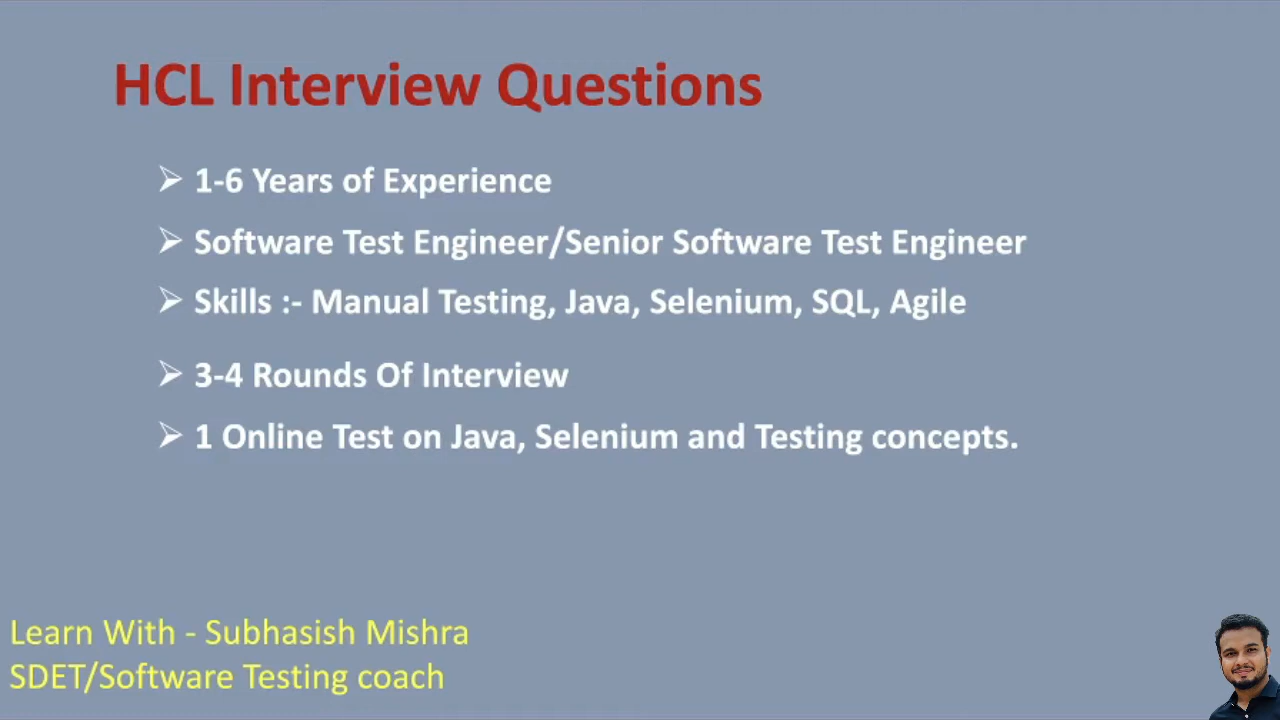 HCL Interview Questions
➢ 1-6 Years of Experience
➢ Software Test Engineer/Senior Software Test Engineer
➢ Skills :- Manual Testing, Java, Selenium, SQL, Agile
➢ 3-4 Rounds Of Interview
➢ 1 Online Test on Java, Selenium and Testing concepts.
Learn With - Subhasish Mishra
SDET/Software Testing coach